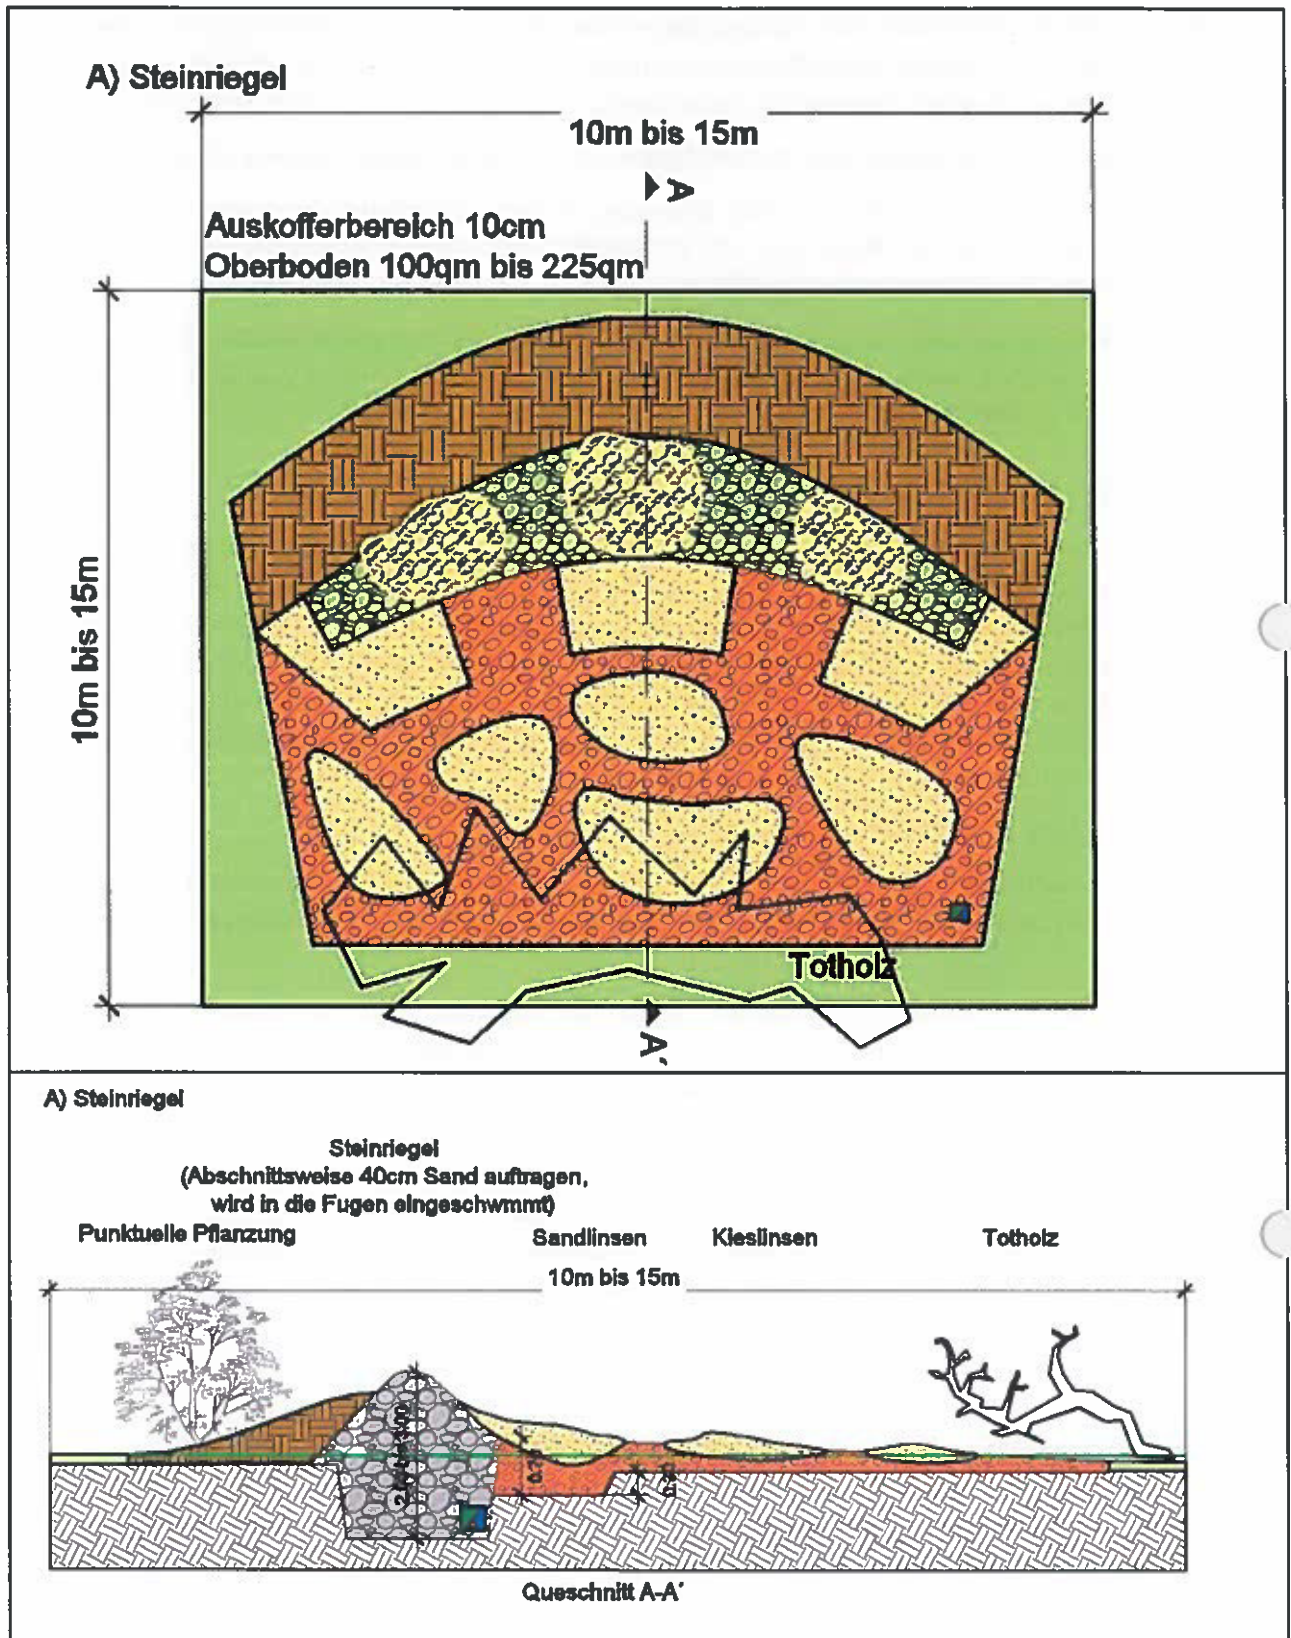 A) Steinriegel
10m bis 15m
A
Auskofferbereich 10cm
Oberboden 100qm bis 225qm
10m bis 15m
Totholz
A´
A) Steinriegel
Steinriegel
(Abschnittsweise 40cm Sand auftragen,
wird in die Fugen eingeschwmmt)
Punktuelle Pflanzung
Sandlinsen
Kieslinsen
Totholz
10m bis 15m
Queschnitt A-A´